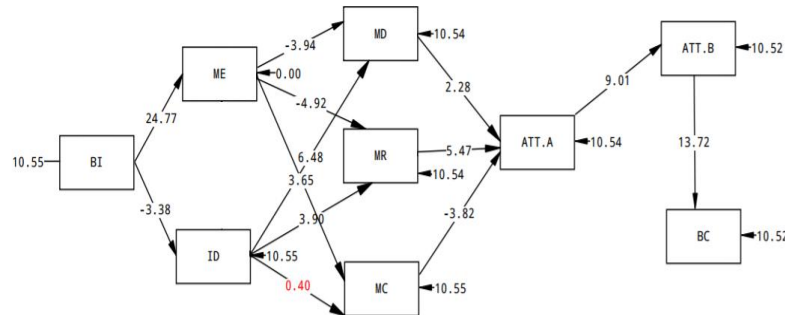 MD
10.54
-3.94
ATT.B
10.52
ME
0.00
9.01
24.77
-4.92
2.28
6.48
MR
5.47
ATT.A
10.54
13.72
10.55
BI
3.65
10.54
-3.38
3.90
-3.82
ID
10.55
BC
10.52
0.40
MC
10.55